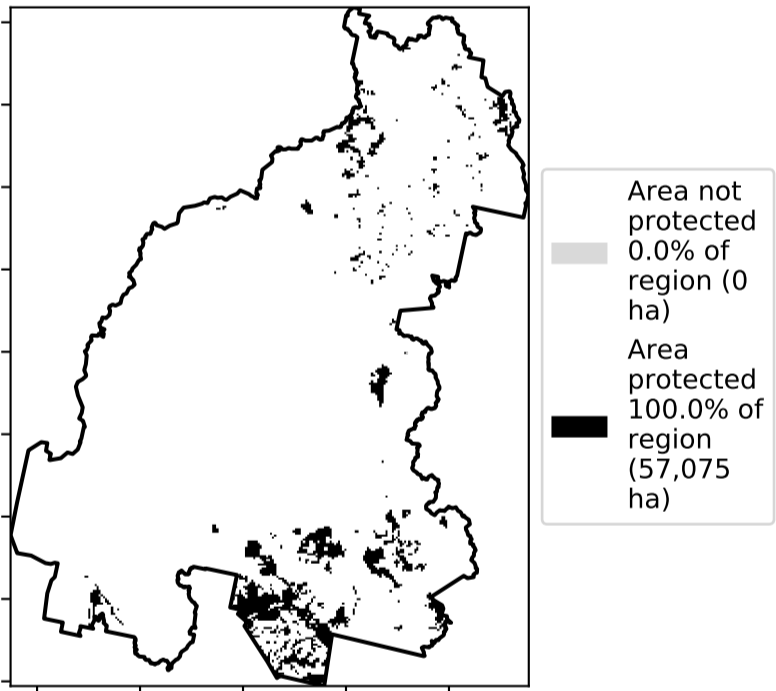 Area not
protected
0.0% of
region (0
ha)
Area
protected
100.0% of
region
(57,075
ha)